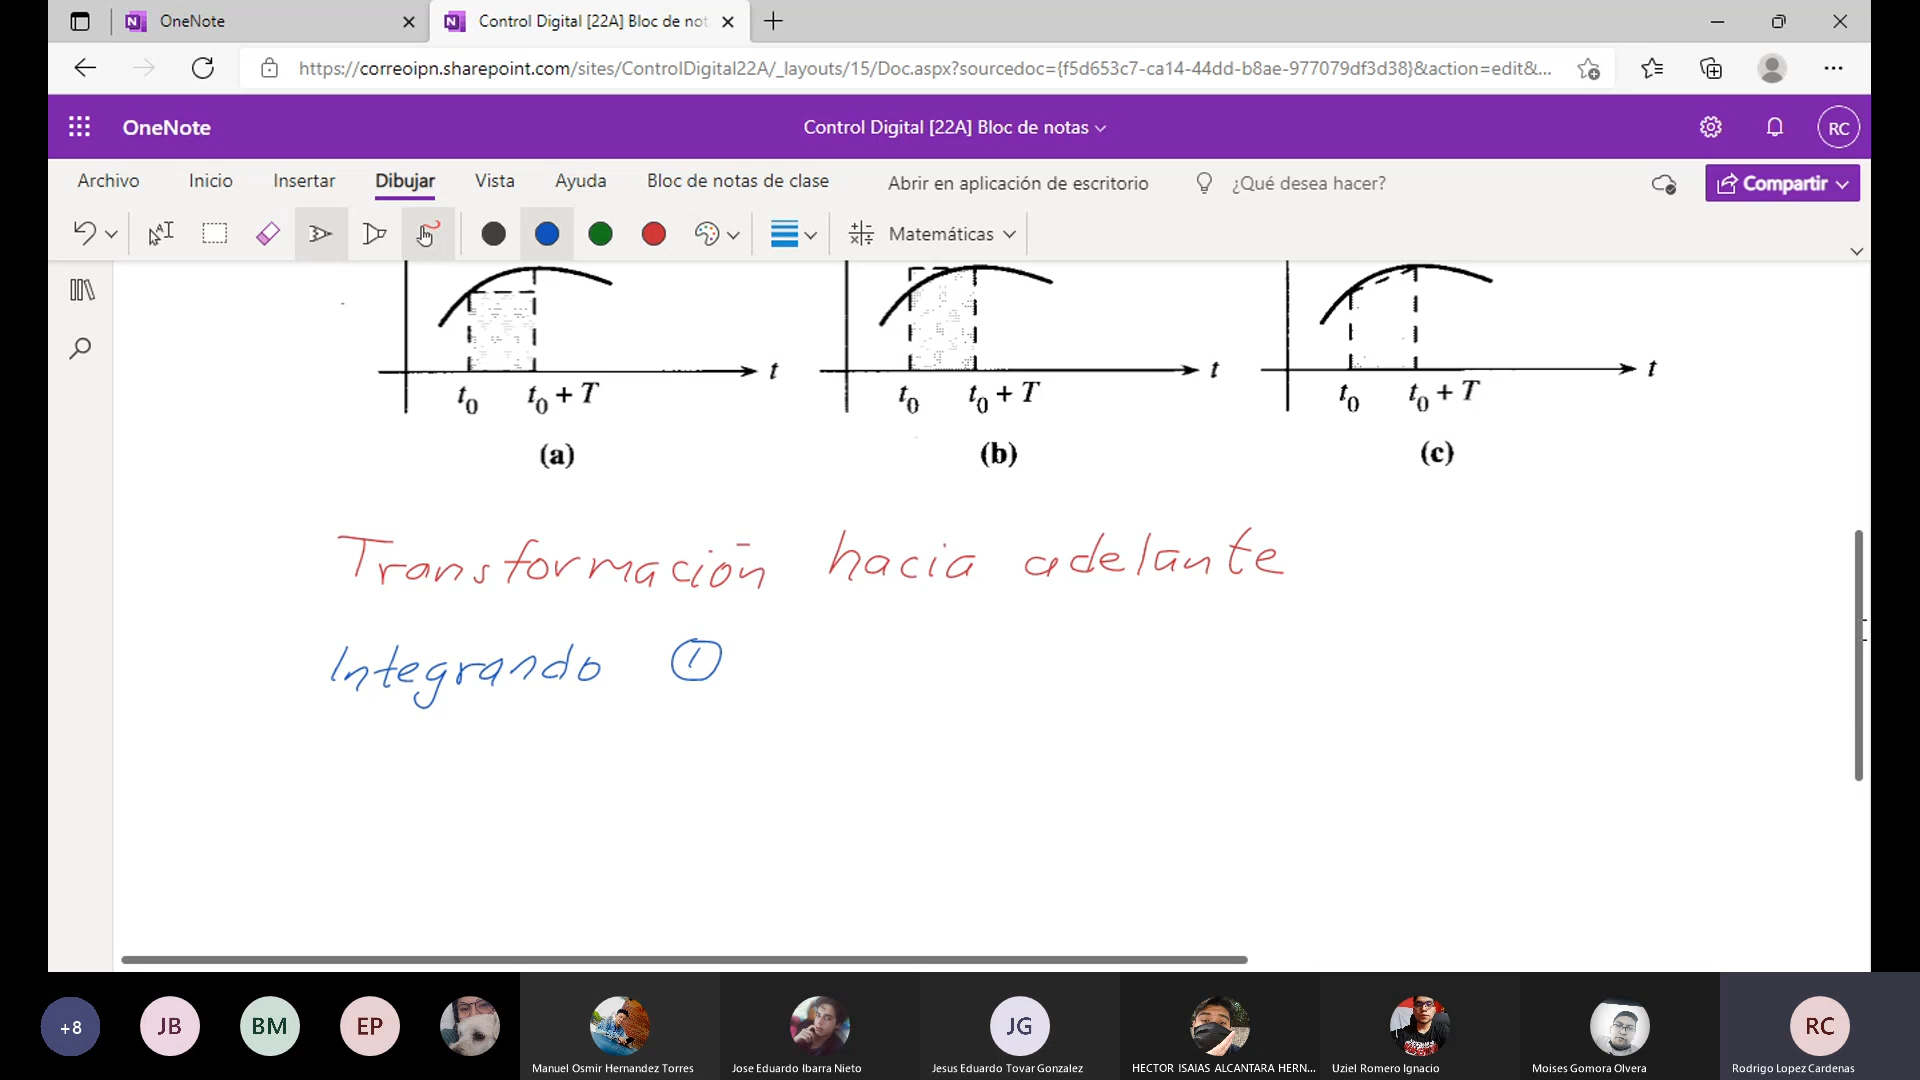 OneNote
Control Digital [22A] Bloc de not
https://correoipn.sharepoint.com/sites/ControlDigital22A/_layouts/15/Doc.aspx?sourcedoc={f5d653c7-ca14-44dd-b8ae-977079df3d38}&action=edit&...
OneNote
Control Digital [22A] Bloc de notas
RC
Archivo Inicio Insertar Dibujar Vista Ayuda Bloc de notas de clase Abrir en aplicación de escritorio ¿Qué desea hacer? Compartir
Matemáticas
t t t
t0 t0 + T t0 t0 + T t0 t0 + T
(a) (b) (c)
Transformación hacia adelante
Integrando 1
+8 JB BM EP JG RC
Manuel Osmir Hernandez Torres Jose Eduardo Ibarra Nieto Jesus Eduardo Tovar Gonzalez HECTOR ISAIAS ALCANTARA HERN... Uziel Romero Ignacio Moises Gomora Olvera Rodrigo Lopez Cardenas